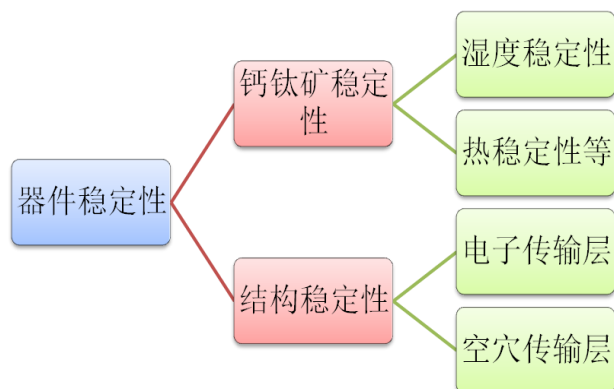 器件稳定性
钙钛矿稳定
性
结构稳定性
湿度稳定性
热稳定性等
电子传输层
空穴传输层